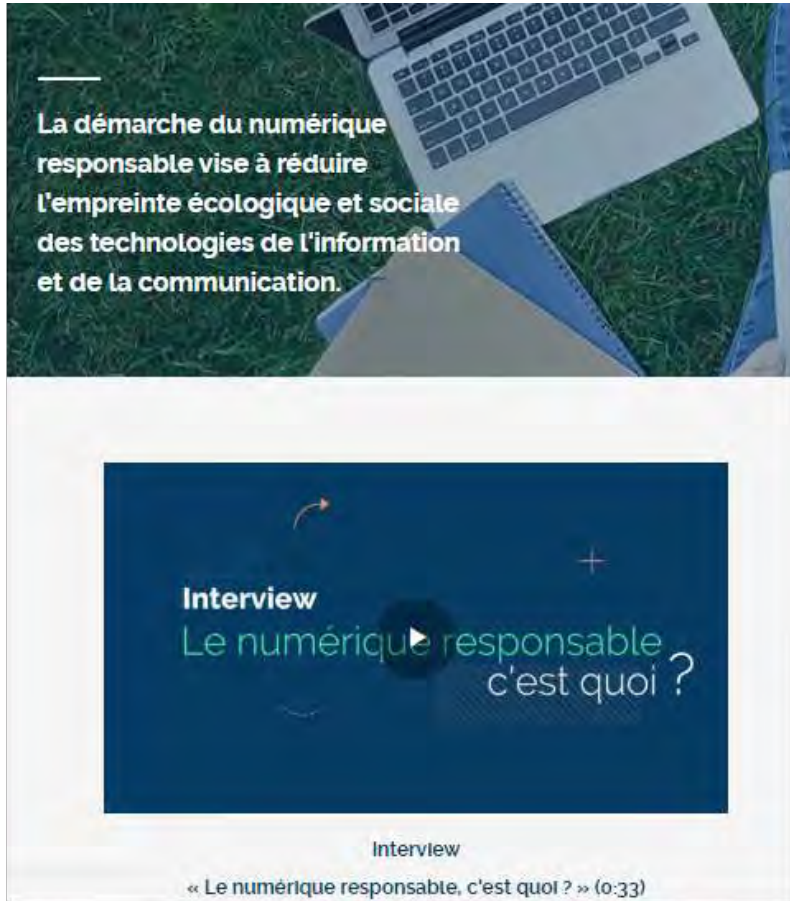 La démarche du numérique
responsable vise à réduire
l'empreinte écologique et sociale
des technologies de l'information
et de la communication.
Interview
Le numérique responsable
c'est quoi ?
Interview
« Le numérique responsable, c'est quoi ? » (0:33)